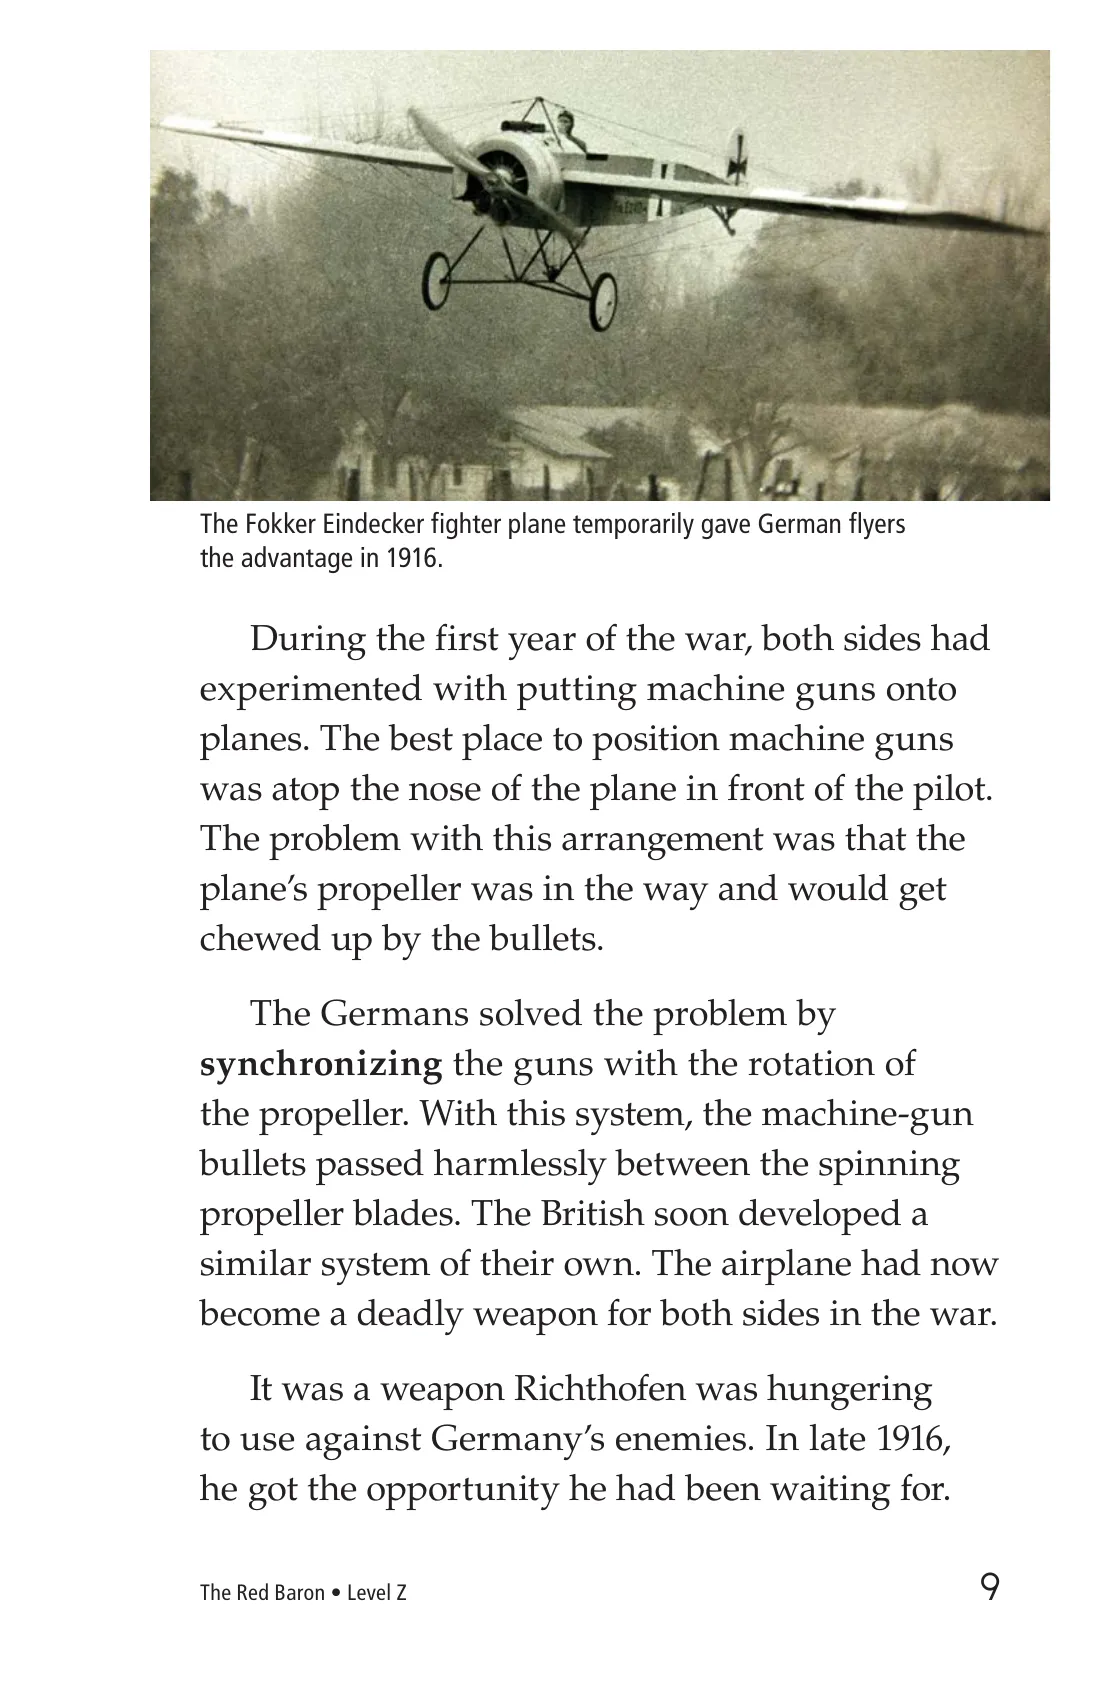 The Fokker Eindecker fighter plane temporarily gave German flyers
the advantage in 1916.
During the first year of the war, both sides had
experimented with putting machine guns onto
planes. The best place to position machine guns
was atop the nose of the plane in front of the pilot.
The problem with this arrangement was that the
plane’s propeller was in the way and would get
chewed up by the bullets.
The Germans solved the problem by
synchronizing the guns with the rotation of
the propeller. With this system, the machine-gun
bullets passed harmlessly between the spinning
propeller blades. The British soon developed a
similar system of their own. The airplane had now
become a deadly weapon for both sides in the war.
It was a weapon Richthofen was hungering
to use against Germany’s enemies. In late 1916,
he got the opportunity he had been waiting for.
The Red Baron • Level Z
9